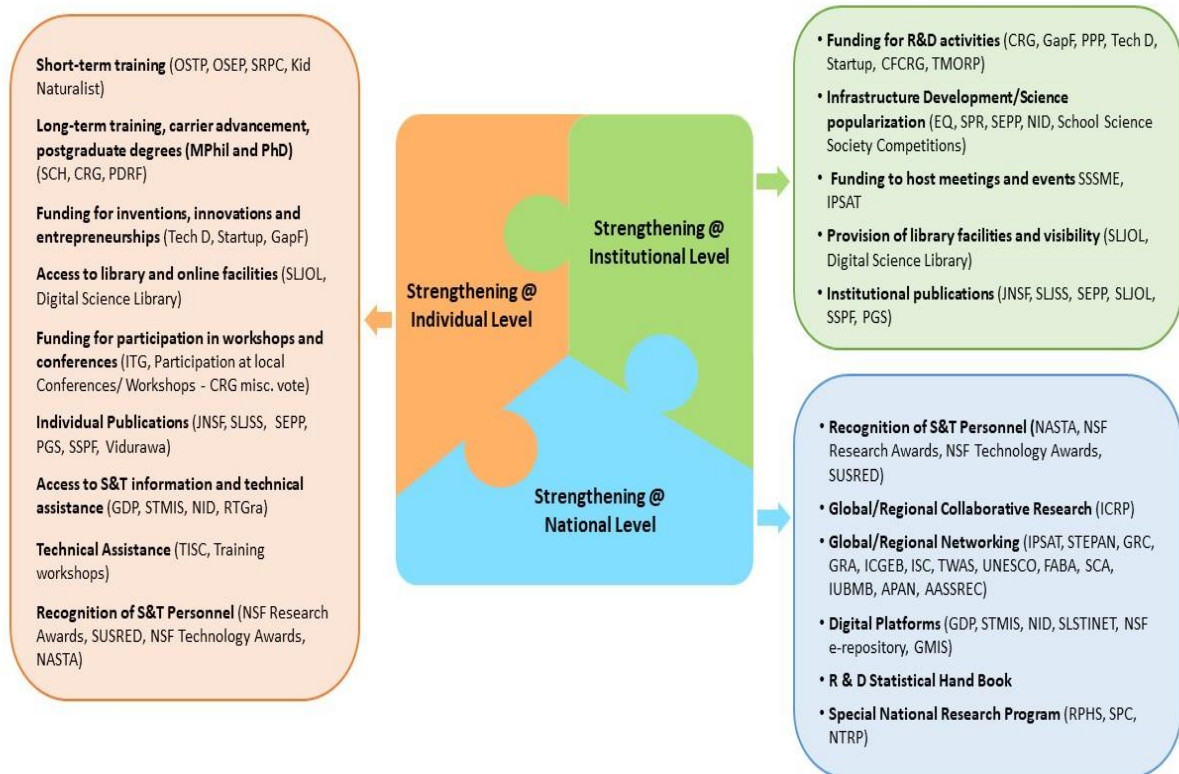 Short-term training (OSTP, OSEP, SRPC, Kid
Naturalist)
Long-term training, carrier advancement,
postgraduate degrees (MPhil and PhD)
(SCH, CRG, PDRF)
Funding for inventions, innovations and
entrepreneurships (Tech D, Startup, GapF)
Access to library and online facilities (SLJOL,
Digital Science Library)
Funding for participation in workshops and
conferences (ITG, Participation at local
Conferences/ Workshops - CRG misc. vote)
Individual Publications (JNSF, SLJSS, SEPP,
PGS, SSPF, Vidurawa)
Access to S&T information and technical
assistance (GDP, STMIS, NID, RTGra)
Technical Assistance (TISC, Training
workshops)
Recognition of S&T Personnel (NSF Research
Awards, SUSRED, NSF Technology Awards,
NASTA)
Strengthening @
Individual Level
Strengthening @
Institutional Level
Strengthening @
National Level
• Funding for R&D activities (CRG, GapF, PPP, Tech D,
Startup, CFCRG, TMORP)
• Infrastructure Development/Science
popularization (EQ, SPR, SEPP, NID, School Science
Society Competitions)
• Funding to host meetings and events SSSME,
IPSAT
• Provision of library facilities and visibility (SLJOL,
Digital Science Library)
• Institutional publications (JNSF, SLJSS, SEPP, SLJOL,
SSPF, PGS)
• Recognition of S&T Personnel (NASTA, NSF
Research Awards, NSF Technology Awards,
SUSRED)
• Global/Regional Collaborative Research (ICRP)
• Global/Regional Networking (IPSAT, STEPAN, GRC,
GRA, ICGEB, ISC, TWAS, UNESCO, FABA, SCA,
IUBMB, APAN, AASSREC)
• Digital Platforms (GDP, STMIS, NID, SLSTINET, NSF
e-repository, GMIS)
• R & D Statistical Hand Book
• Special National Research Program (RPHS, SPC,
NTRP)